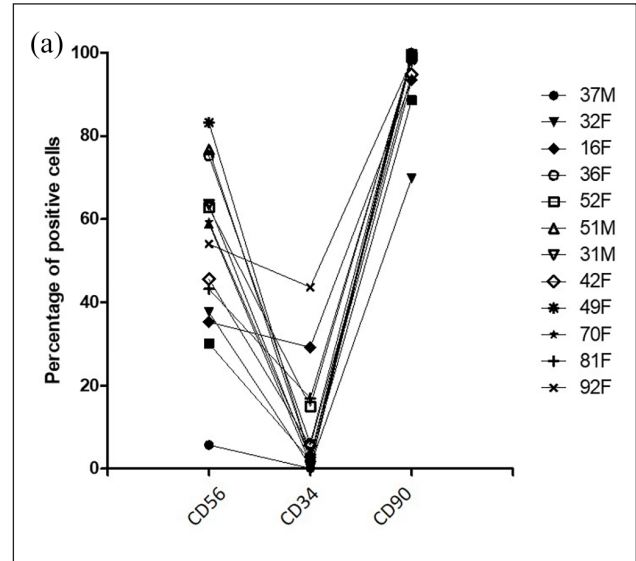 (a)
Percentage of positive cells
100
80
60
40
20
0
CD56
CD34
CD90
37M
32F
16F
36F
52F
51M
31M
42F
49F
70F
81F
92F